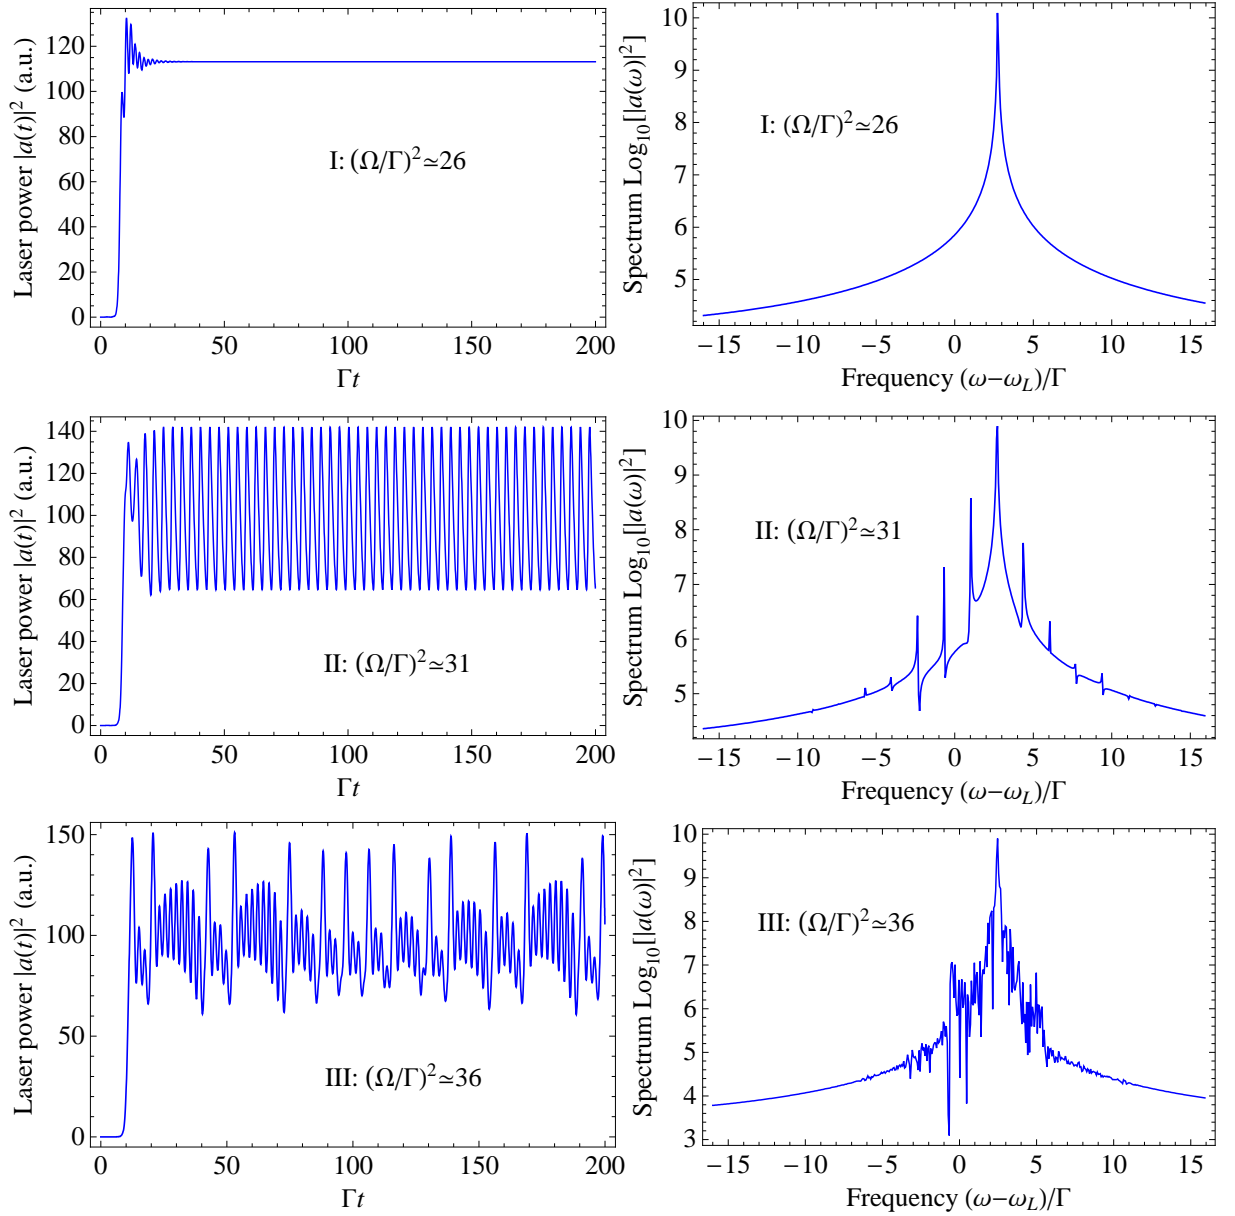 Laser power |a(t)|² (a.u.)
120
100
80
60
40
20
0
I: (Ω/Γ)²≃26
0 50 100 150 200
Γt
Spectrum Log₁₀[|a(ω)|²]
10
9
8
7
6
5
I: (Ω/Γ)²≃26
−15 −10 −5 0 5 10 15
Frequency (ω−ω_L)/Γ
Laser power |a(t)|² (a.u.)
140
120
100
80
60
40
20
0
II: (Ω/Γ)²≃31
0 50 100 150 200
Γt
Spectrum Log₁₀[|a(ω)|²]
10
9
8
7
6
5
II: (Ω/Γ)²≃31
−15 −10 −5 0 5 10 15
Frequency (ω−ω_L)/Γ
Laser power |a(t)|² (a.u.)
150
100
50
0
III: (Ω/Γ)²≃36
0 50 100 150 200
Γt
Spectrum Log₁₀[|a(ω)|²]
10
9
8
7
6
5
4
3
III: (Ω/Γ)²≃36
−15 −10 −5 0 5 10 15
Frequency (ω−ω_L)/Γ